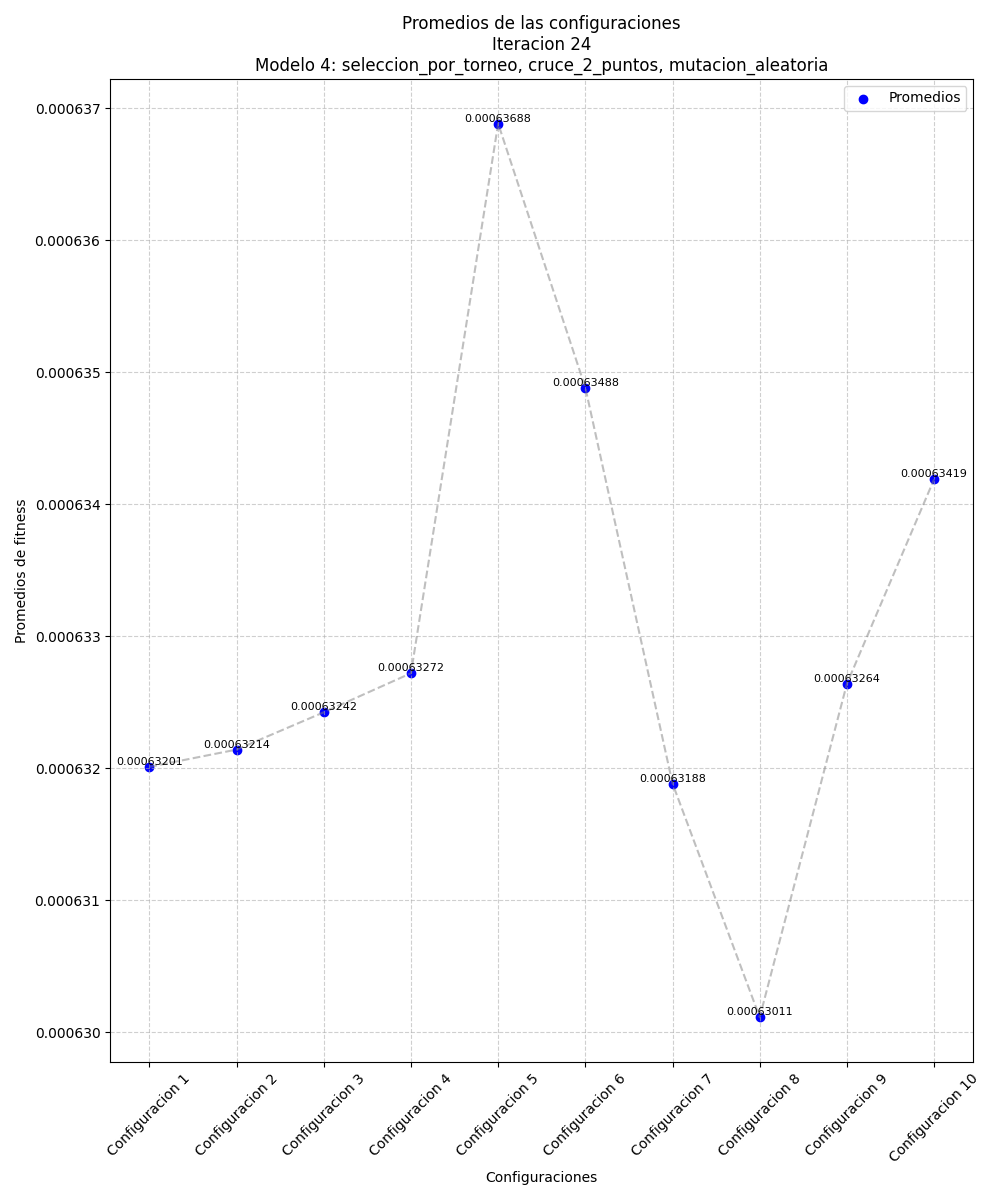 Promedios de las configuraciones
Iteracion 24
Modelo 4: seleccion_por_torneo, cruce_2_puntos, mutacion_aleatoria
Promedios
0.000637
0.000636
0.000635
0.000634
0.000633
0.000632
0.000631
0.000630
Promedios de fitness
0.00063201
0.00063214
0.00063242
0.00063272
0.00063688
0.00063488
0.00063188
0.00063011
0.00063264
0.00063419
Configuracion 1
Configuracion 2
Configuracion 3
Configuracion 4
Configuracion 5
Configuracion 6
Configuracion 7
Configuracion 8
Configuracion 9
Configuracion 10
Configuraciones